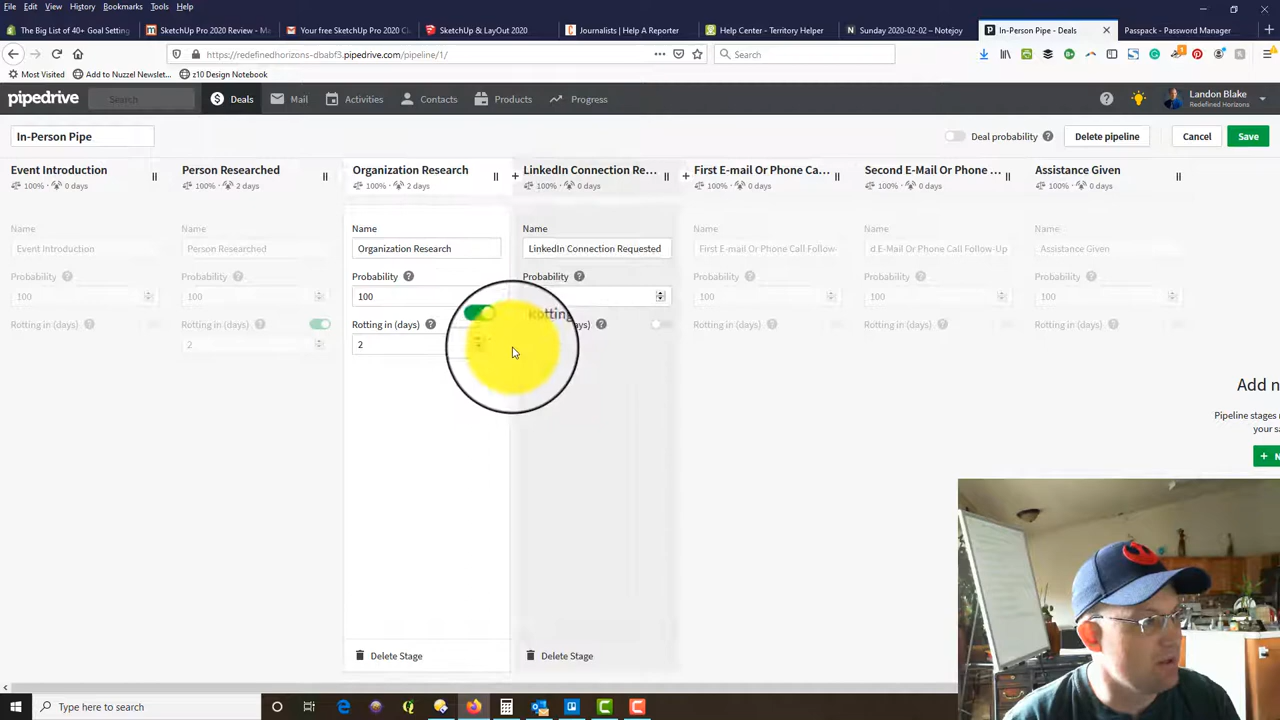 File Edit View History Bookmarks Tools Help
The Big List of 40+ Goal Setting
SketchUp Pro 2020 Review - Ma
Your free SketchUp Pro 2020 Cl
SketchUp & LayOut 2020
Journalists | Help A Reporter
Help Center - Territory Helper
Sunday 2020-02-02 – Notejoy
In-Person Pipe - Deals
Passpack - Password Manager
https://redefinedhorizons-dbabf3.pipedrive.com/pipeline/1/
Search
Most Visited
Add to Nuzzel Newslet...
z10 Design Notebook
pipedrive
Search
Deals
Mail
Activities
Contacts
Products
Progress
Landon Blake
Redefined Horizons
In-Person Pipe
Deal probability
Delete pipeline
Cancel
Save
Event Introduction
100% · 0 days
Person Researched
100% · 2 days
Organization Research
100% · 2 days
LinkedIn Connection Re...
100% · 0 days
First E-mail Or Phone Ca...
100% · 0 days
Second E-Mail Or Phone ...
100% · 0 days
Assistance Given
100% · 0 days
Name Name Name Name Name Name Name
Event Introduction
Person Researched
Organization Research
LinkedIn Connection Requested
First E-mail Or Phone Call Follow-
d E-Mail Or Phone Call Follow-Up
Assistance Given
Probability Probability Probability Probability Probability Probability Probability
100 100 100 100 100 100
Rotting in (days) Rotting in (days) Rotting in (days) Rotting Rotting in (days) Rotting in (days) Rotting in (days)
2 2
Add n
Pipeline stages
your sa
Delete Stage
Delete Stage
Type here to search